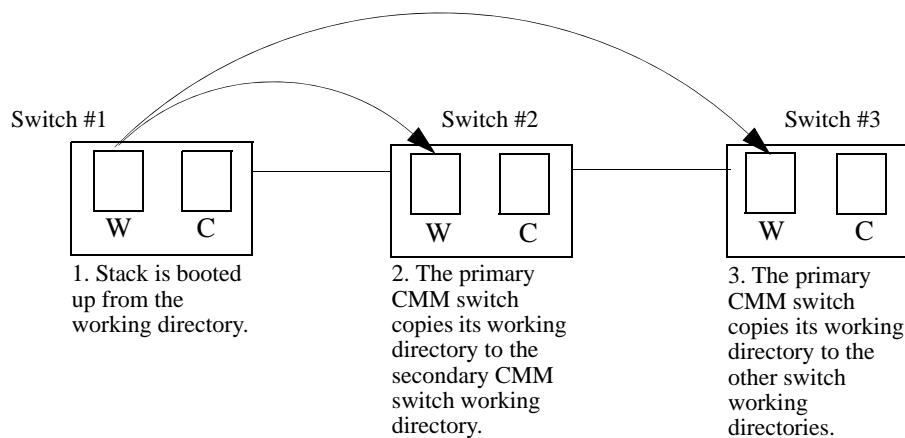 Switch #1
Switch #2
Switch #3
W
C
W
C
W
C
1. Stack is booted
up from the
working directory.
2. The primary
CMM switch
copies its working
directory to the
secondary CMM
switch working
directory.
3. The primary
CMM switch
copies its working
directory to the
other switch
working
directories.